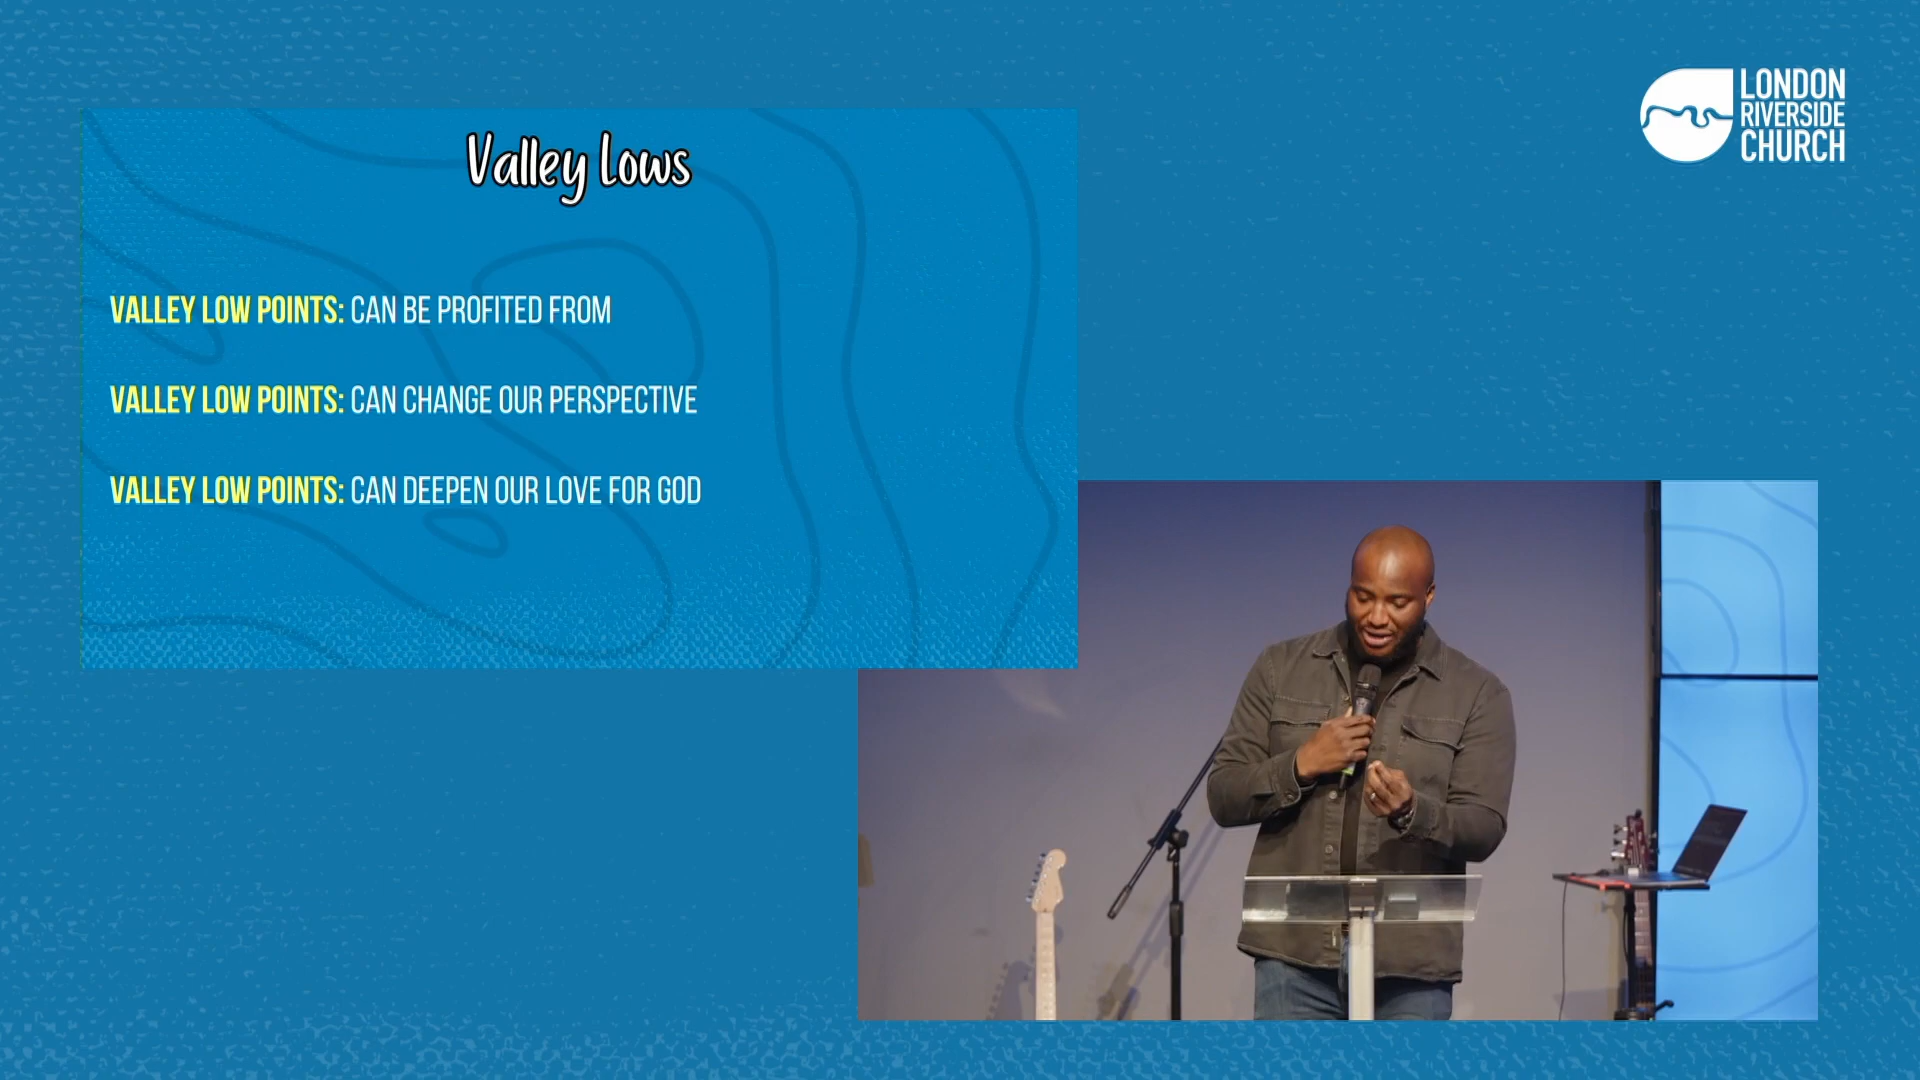 Valley Lows
VALLEY LOW POINTS: CAN BE PROFITED FROM
VALLEY LOW POINTS: CAN CHANGE OUR PERSPECTIVE
VALLEY LOW POINTS: CAN DEEPEN OUR LOVE FOR GOD
LONDON
RIVERSIDE
CHURCH